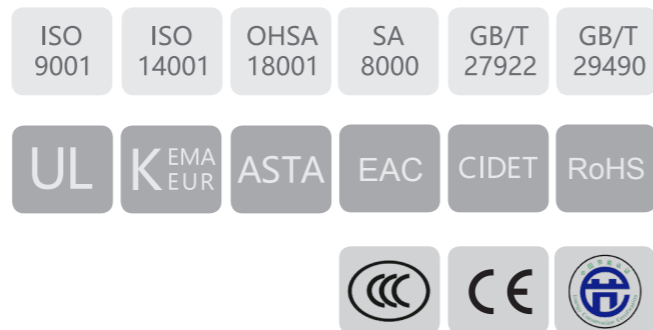 ISO
9001
ISO
14001
OHSA
18001
SA
8000
GB/T
27922
GB/T
29490
UL
KEMA
EUR
ASTA
EAC
CIDET
RoHS
CCC
CE